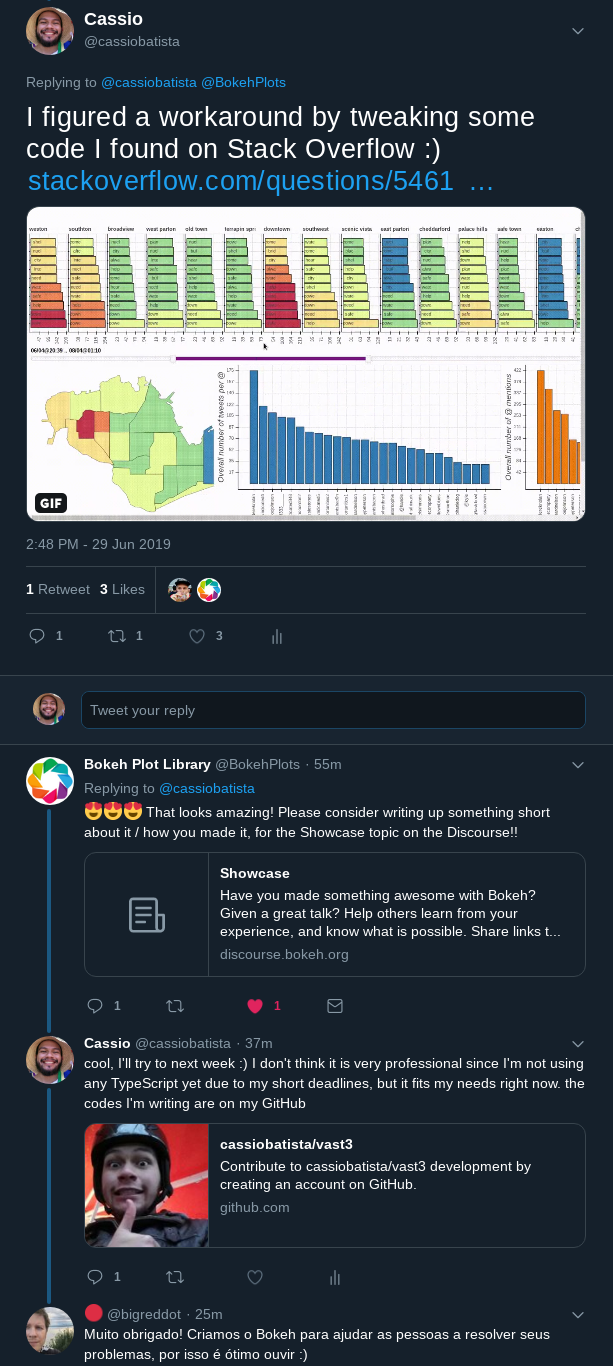 Cassio
@cassiobatista
Replying to @cassiobatista @BokehPlots
I figured a workaround by tweaking some
code I found on Stack Overflow :)
stackoverflow.com/questions/5461 ...
weston southton broadview west parton old town terrapin spri downtown southwest scenic vista east parton cheddarford palace hills safe town easton
06/04@20:39 .. 08/04@01:10
Overall number of tweets per @
Overall number of @ mentions
GIF
2:48 PM - 29 Jun 2019
1 Retweet 3 Likes
1 1 3
Tweet your reply
Bokeh Plot Library @BokehPlots · 55m
Replying to @cassiobatista
😍😍😍 That looks amazing! Please consider writing up something short
about it / how you made it, for the Showcase topic on the Discourse!!
Showcase
Have you made something awesome with Bokeh?
Given a great talk? Help others learn from your
experience, and know what is possible. Share links t...
discourse.bokeh.org
1 1
Cassio @cassiobatista · 37m
cool, I'll try to next week :) I don't think it is very professional since I'm not using
any TypeScript yet due to my short deadlines, but it fits my needs right now. the
codes I'm writing are on my GitHub
cassiobatista/vast3
Contribute to cassiobatista/vast3 development by
creating an account on GitHub.
github.com
1
🔴 @bigreddot · 25m
Muito obrigado! Criamos o Bokeh para ajudar as pessoas a resolver seus
problemas, por isso é ótimo ouvir :)